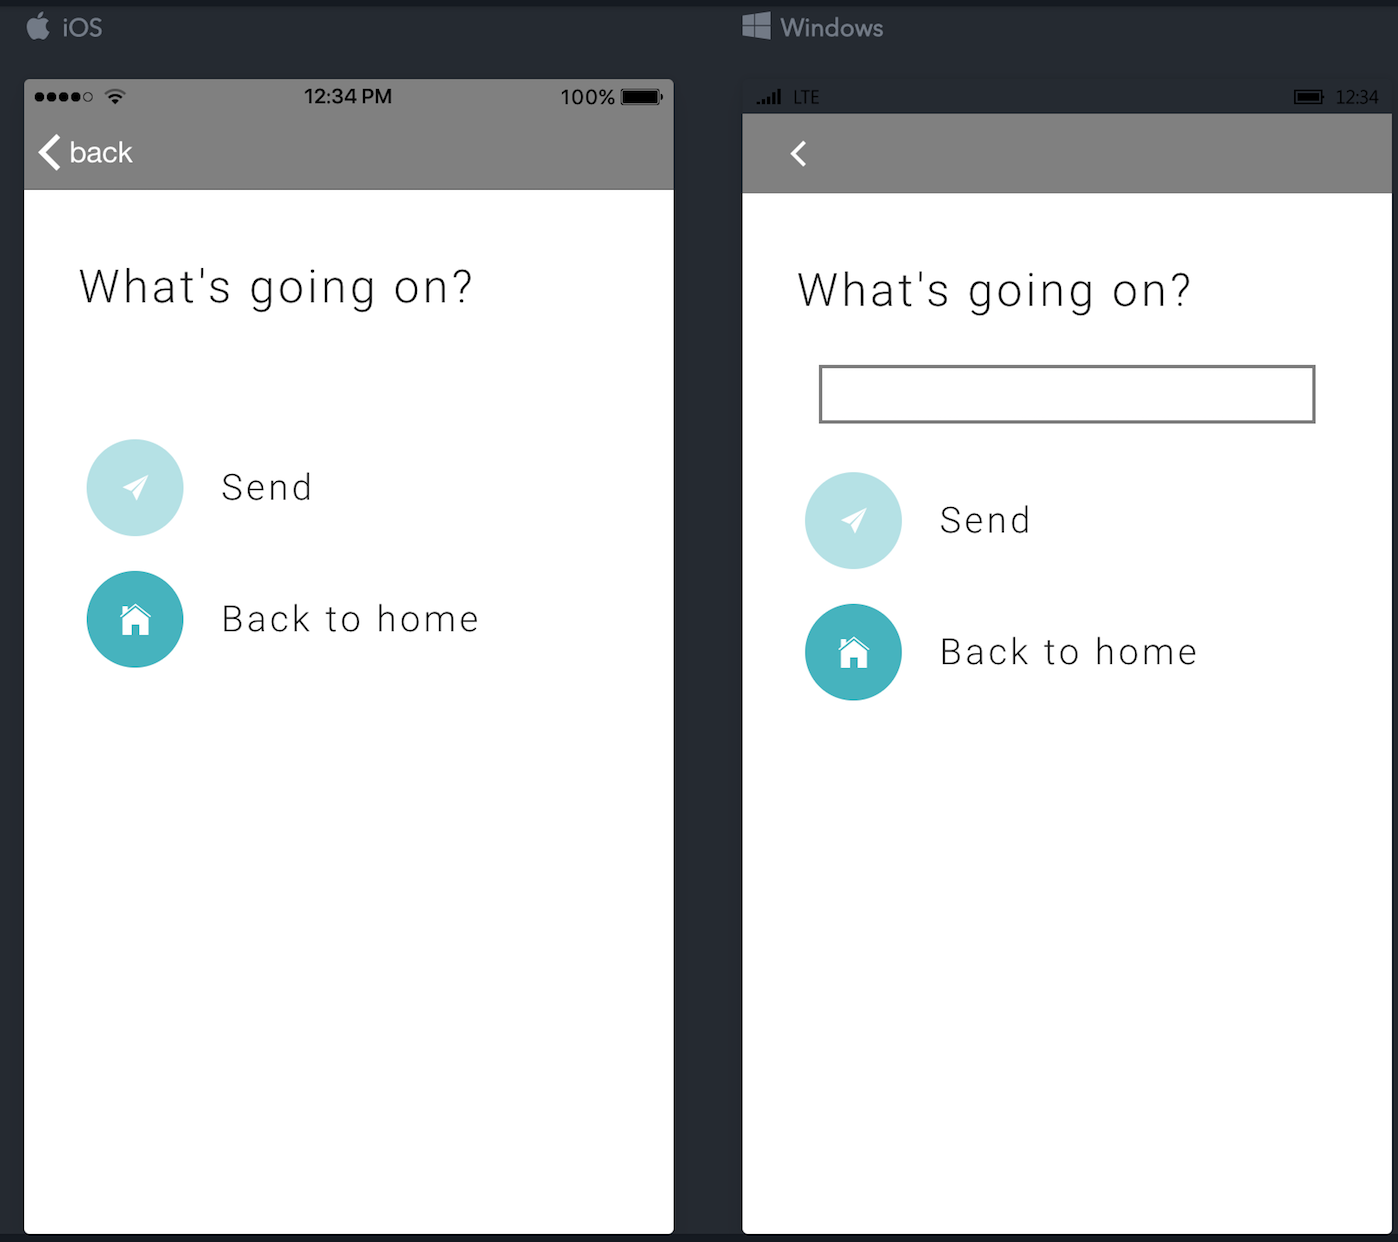 iOS
12:34 PM
100%
back
What's going on?
Send
Back to home
Windows
LTE
12:34
What's going on?
Send
Back to home